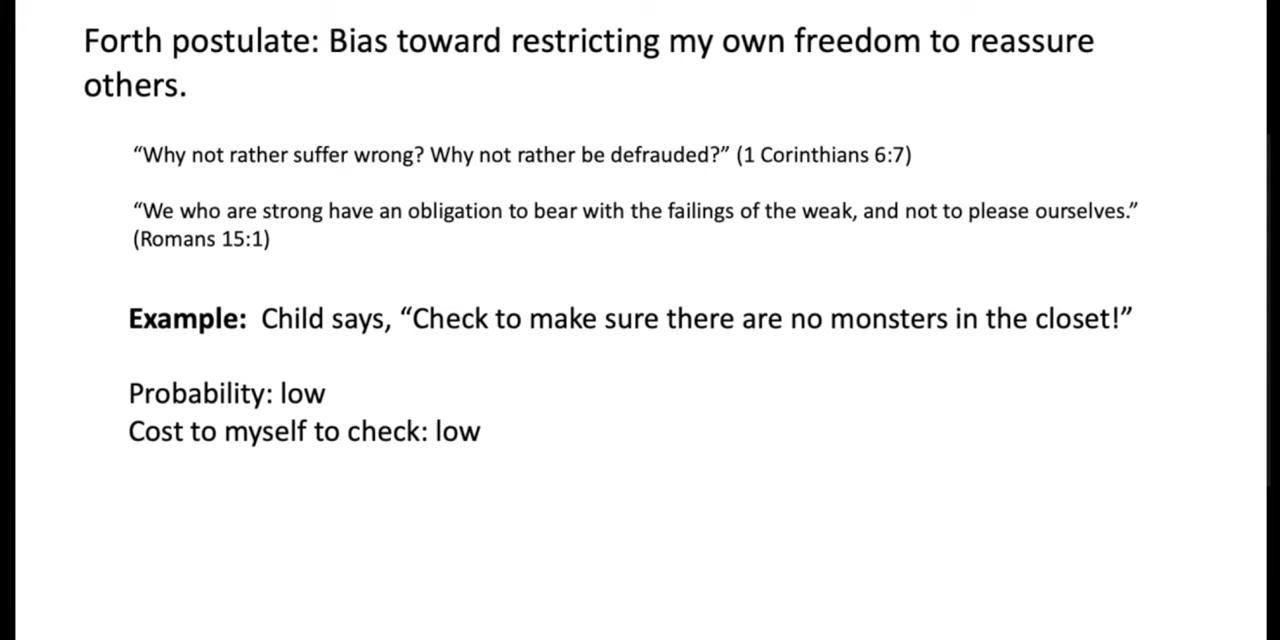 Forth postulate: Bias toward restricting my own freedom to reassure
others.
“Why not rather suffer wrong? Why not rather be defrauded?” (1 Corinthians 6:7)
“We who are strong have an obligation to bear with the failings of the weak, and not to please ourselves.”
(Romans 15:1)
Example: Child says, “Check to make sure there are no monsters in the closet!”
Probability: low
Cost to myself to check: low